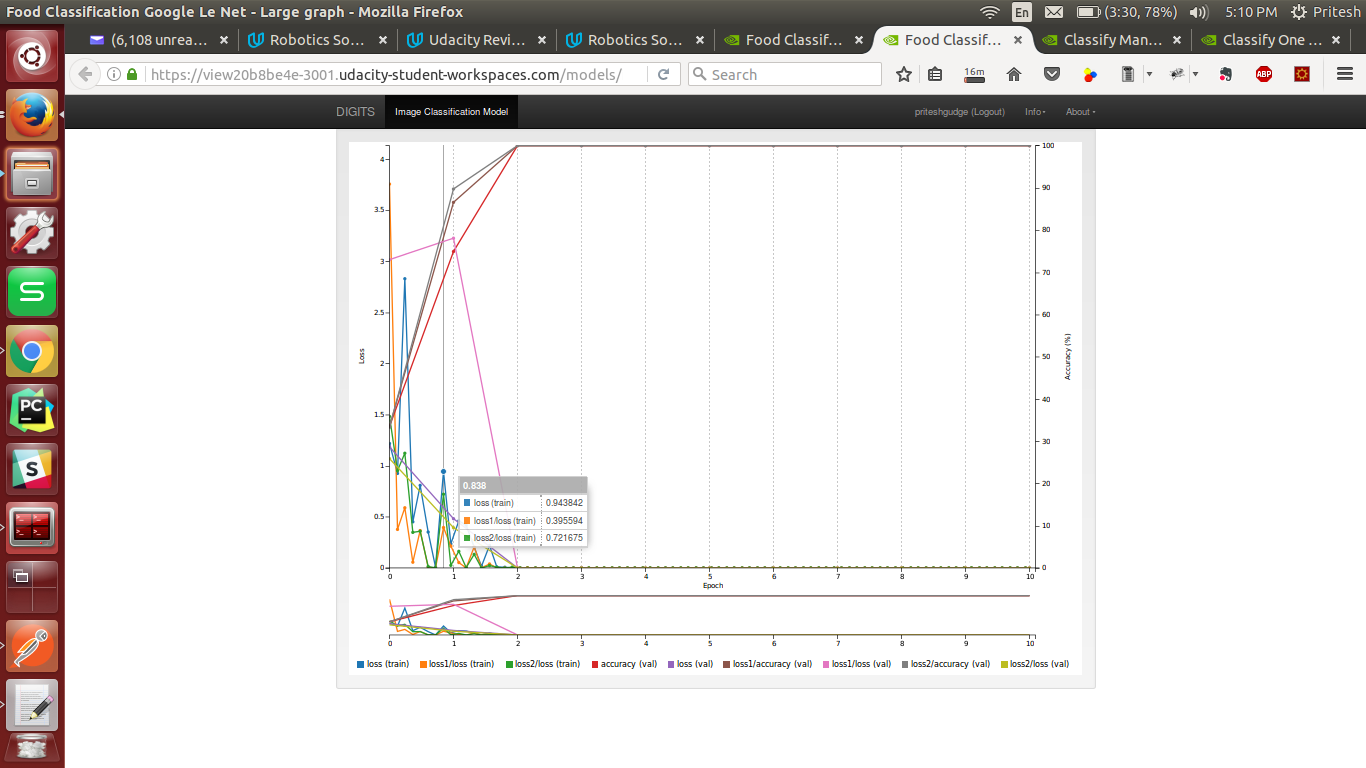 Food Classification Google Le Net - Large graph - Mozilla Firefox
En
(3:30, 78%)
5:10 PM
Pritesh
(6,108 unrea…
Robotics So…
Udacity Revi…
Robotics So…
Food Classif…
Food Classif…
Classify Man…
Classify One …
https://view20b8be4e-3001.udacity-student-workspaces.com/models/
Search
16m
ABP
DIGITS
Image Classification Model
priteshgudge (Logout)
Info
About
4
3.5
3
2.5
2
1.5
1
0.5
0
Loss
100
90
80
70
60
50
40
30
20
10
0
Accuracy (%)
0.838
loss (train) 0.943842
loss1/loss (train) 0.395594
loss2/loss (train) 0.721675
0 1 2 3 4 5 6 7 8 9 10
Epoch
0 1 2 3 4 5 6 7 8 9 10
loss (train) loss1/loss (train) loss2/loss (train) accuracy (val) loss (val) loss1/accuracy (val) loss1/loss (val) loss2/accuracy (val) loss2/loss (val)
S
PC
S